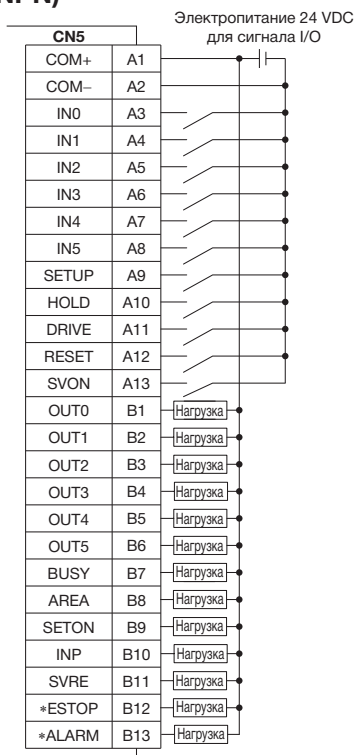 NPN)
Электропитание 24 VDC
для сигнала I/O
CN5
COM+ A1
COM− A2
IN0 A3
IN1 A4
IN2 A5
IN3 A6
IN4 A7
IN5 A8
SETUP A9
HOLD A10
DRIVE A11
RESET A12
SVON A13
OUT0 B1 Нагрузка
OUT1 B2 Нагрузка
OUT2 B3 Нагрузка
OUT3 B4 Нагрузка
OUT4 B5 Нагрузка
OUT5 B6 Нагрузка
BUSY B7 Нагрузка
AREA B8 Нагрузка
SETON B9 Нагрузка
INP B10 Нагрузка
SVRE B11 Нагрузка
*ESTOP B12 Нагрузка
*ALARM B13 Нагрузка